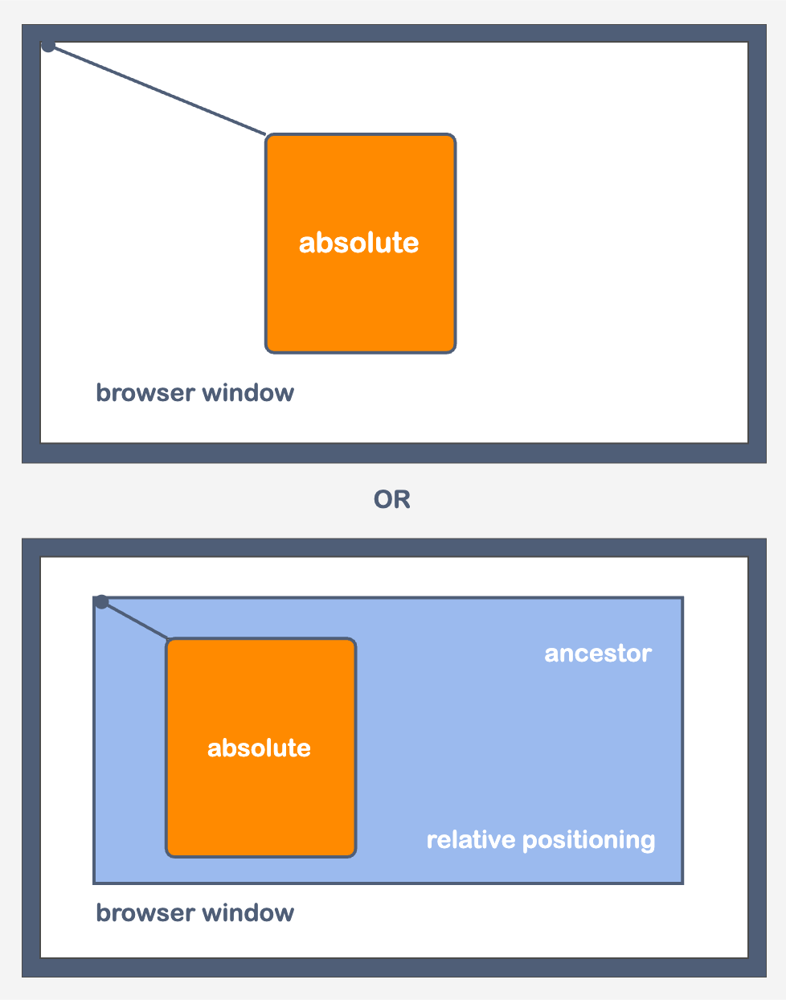 absolute
browser window
OR
ancestor
absolute
relative positioning
browser window